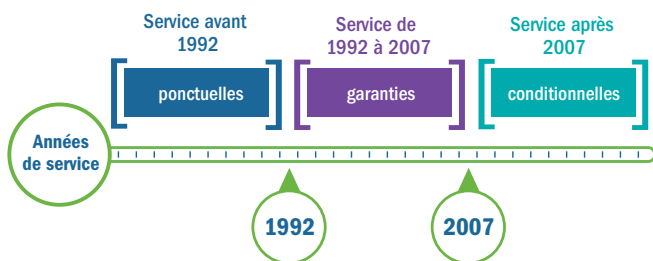 Service avant
1992
Service de
1992 à 2007
Service après
2007
ponctuelles
garanties
conditionnelles
Années
de service
1992
2007